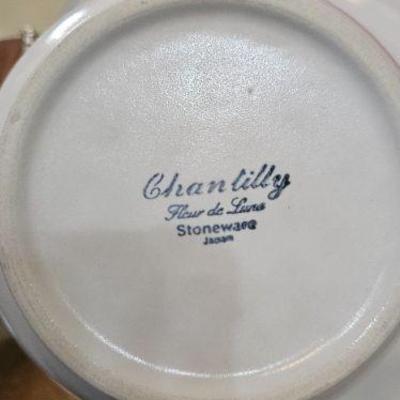 Chantilly
Fleur de Luna
Stoneware
Japan